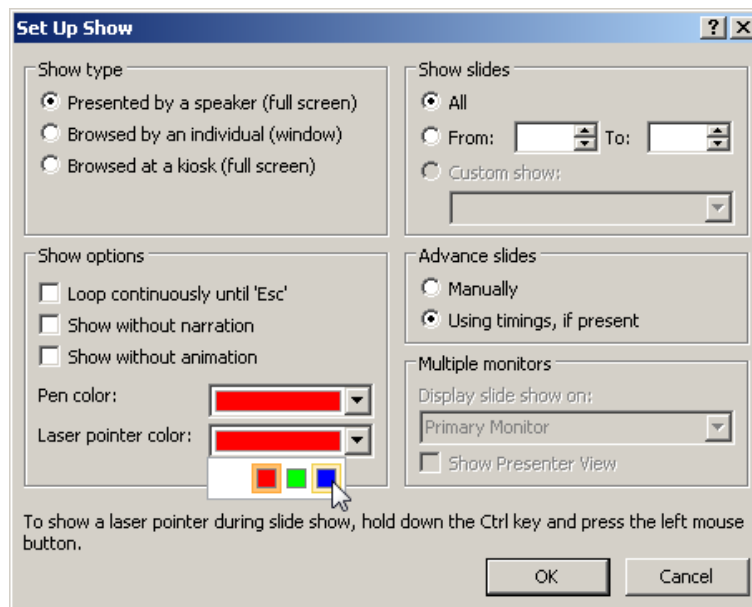 Set Up Show
Show type
Presented by a speaker (full screen)
Browsed by an individual (window)
Browsed at a kiosk (full screen)
Show slides
All
From: To:
Custom show:
Show options
Loop continuously until 'Esc'
Show without narration
Show without animation
Pen color:
Laser pointer color:
Advance slides
Manually
Using timings, if present
Multiple monitors
Display slide show on:
Primary Monitor
Show Presenter View
To show a laser pointer during slide show, hold down the Ctrl key and press the left mouse
button.
OK Cancel